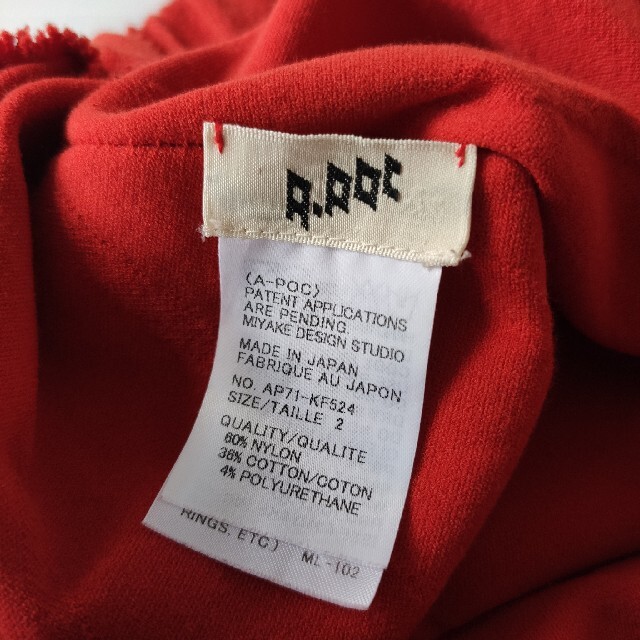 A.POC
(A-POC)
PATENT APPLICATIONS
ARE PENDING
MIYAKE DESIGN STUDIO
MADE IN JAPAN
FABRIQUE AU JAPON
NO. AP71-KF524
SIZE/TAILLE 2
QUALITY/QUALITE
60% NYLON
36% COTTON/COTON
4% POLYURETHANE
RINGS, ETC) ML-102